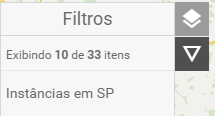 Filtros
Exibindo 10 de 33 itens
Instâncias em SP